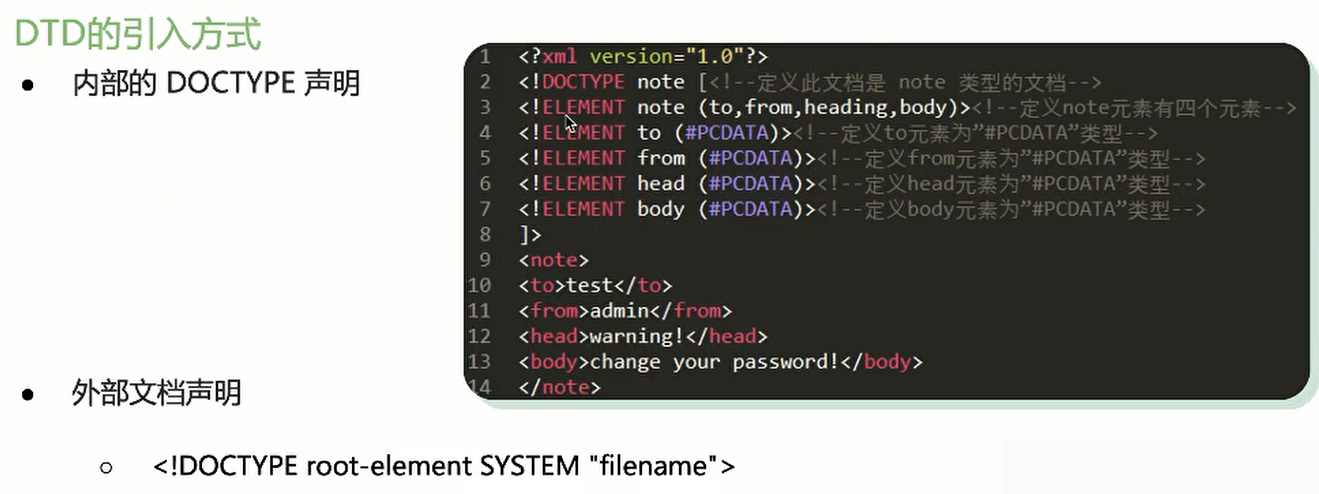 DTD的引入方式
● 内部的 DOCTYPE 声明
1 <?xml version="1.0"?>
2 <!DOCTYPE note [<!--定义此文档是 note 类型的文档-->
3 <!ELEMENT note (to,from,heading,body)><!--定义note元素有四个元素-->
4 <!ELEMENT to (#PCDATA)><!--定义to元素为”#PCDATA”类型-->
5 <!ELEMENT from (#PCDATA)><!--定义from元素为”#PCDATA”类型-->
6 <!ELEMENT head (#PCDATA)><!--定义head元素为”#PCDATA”类型-->
7 <!ELEMENT body (#PCDATA)><!--定义body元素为”#PCDATA”类型-->
8 ]>
9 <note>
10 <to>test</to>
11 <from>admin</from>
12 <head>warning!</head>
13 <body>change your password!</body>
14 </note>
● 外部文档声明
○ <!DOCTYPE root-element SYSTEM "filename">